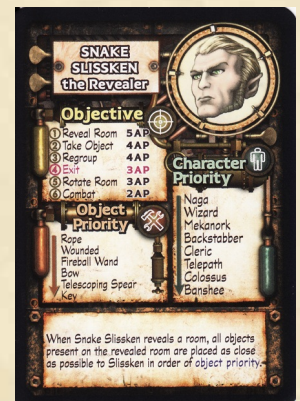 SNAKE
SLISSKEN
the Revealer
Objective
1 Reveal Room 5AP
2 Take Object 4AP
3 Regroup 4AP
4 Exit 3AP
5 Rotate Room 3AP
6 Combat 2AP
Object
Priority
Rope
Wounded
Fireball Wand
Bow
Telescoping Spear
Key
Character
Priority
Naga
Wizard
Mekanork
Backstabber
Cleric
Telepath
Colossus
Banshee
When Snake Slissken reveals a room, all objects
present on the revealed room are placed as close
as possible to Slissken in order of object priority.